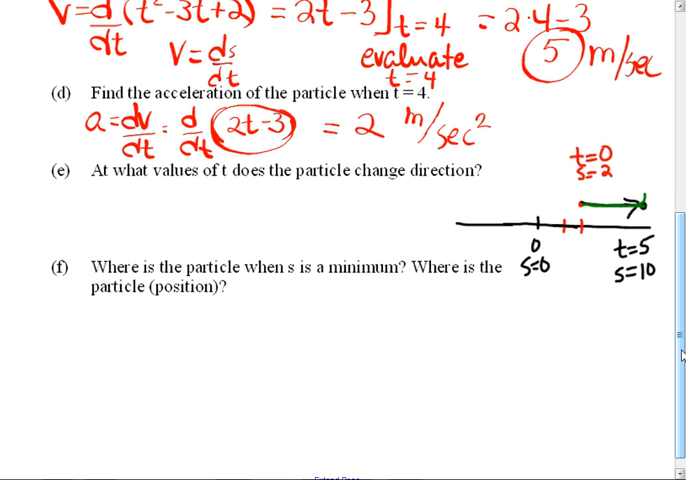 V = d/dt (t² - 3t + 2) = 2t - 3]t = 4 = 2·4 - 3
V = ds/dt evaluate t = 4 5 m/sec
(d) Find the acceleration of the particle when t = 4.
a = dv/dt = d/dt (2t - 3) = 2 m/sec²
t = 0
s = 2
(e) At what values of t does the particle change direction?
0 t = 5
s = 0 s = 10
(f) Where is the particle when s is a minimum? Where is the
particle (position)?